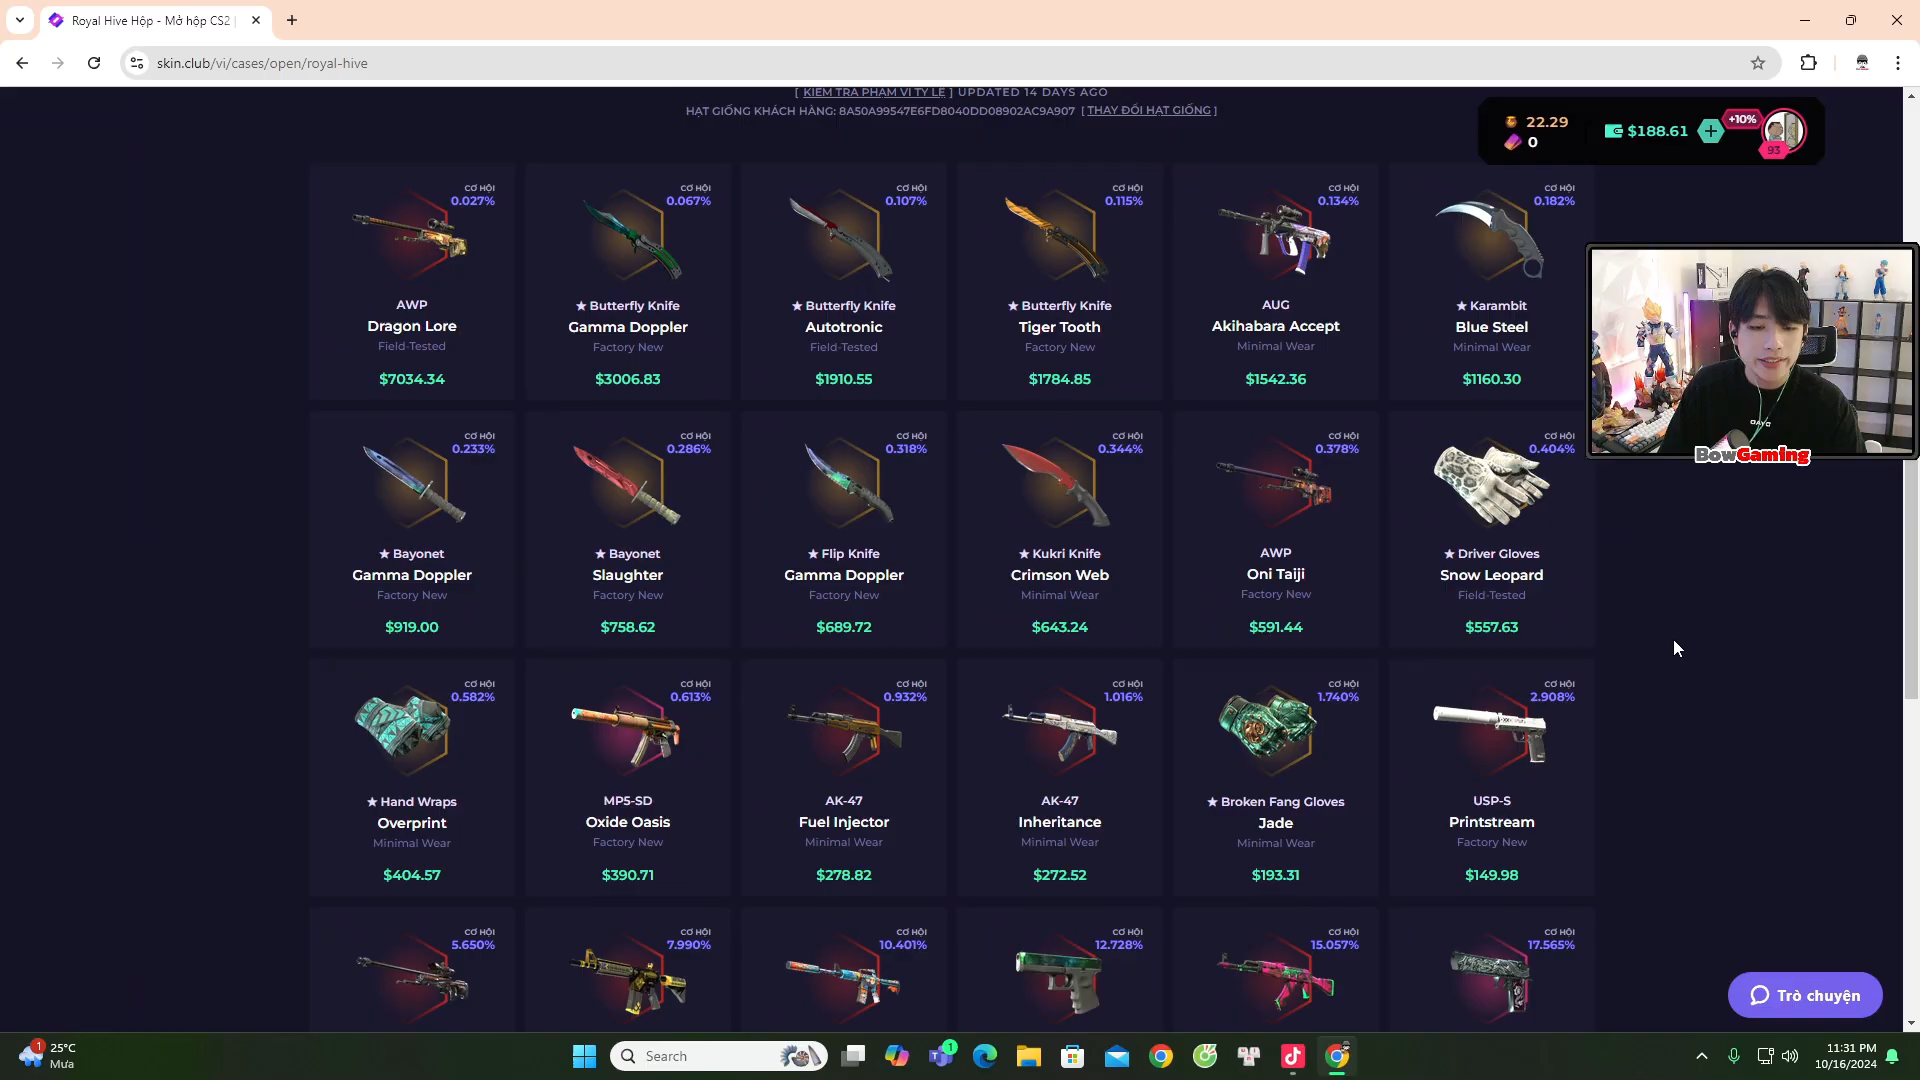 Royal Hive Hộp - Mở hộp CS2
skin.club/vi/cases/open/royal-hive
[ KIỂM TRA PHẠM VI TỶ LỆ ] UPDATED 14 DAYS AGO
HẠT GIỐNG KHÁCH HÀNG: 8A50A99547E6FD8040DD08902AC9A907 [ THAY ĐỔI HẠT GIỐNG ]
22.29
0
$188.61
+10%
93
CƠ HỘI CƠ HỘI CƠ HỘI CƠ HỘI CƠ HỘI CƠ HỘI
0.027% 0.067% 0.107% 0.115% 0.134% 0.182%
AWP ★ Butterfly Knife ★ Butterfly Knife ★ Butterfly Knife AUG ★ Karambit
Dragon Lore Gamma Doppler Autotronic Tiger Tooth Akihabara Accept Blue Steel
Field-Tested Factory New Field-Tested Factory New Minimal Wear Minimal Wear
$7034.34 $3006.83 $1910.55 $1784.85 $1542.36 $1160.30
CƠ HỘI CƠ HỘI CƠ HỘI CƠ HỘI CƠ HỘI CƠ HỘI
0.233% 0.286% 0.318% 0.344% 0.378% 0.404%
BowGaming
★ Bayonet ★ Bayonet ★ Flip Knife ★ Kukri Knife AWP ★ Driver Gloves
Gamma Doppler Slaughter Gamma Doppler Crimson Web Oni Taiji Snow Leopard
Factory New Factory New Factory New Minimal Wear Factory New Field-Tested
$919.00 $758.62 $689.72 $643.24 $591.44 $557.63
CƠ HỘI CƠ HỘI CƠ HỘI CƠ HỘI CƠ HỘI CƠ HỘI
0.582% 0.613% 0.932% 1.016% 1.740% 2.908%
★ Hand Wraps MP5-SD AK-47 AK-47 ★ Broken Fang Gloves USP-S
Overprint Oxide Oasis Fuel Injector Inheritance Jade Printstream
Minimal Wear Factory New Minimal Wear Minimal Wear Minimal Wear Factory New
$404.57 $390.71 $278.82 $272.52 $193.31 $149.98
CƠ HỘI CƠ HỘI CƠ HỘI CƠ HỘI CƠ HỘI CƠ HỘI
5.650% 7.990% 10.401% 12.728% 15.057% 17.565%
Trò chuyện
1
25°C
Mưa
Search
1
11:31 PM
10/16/2024